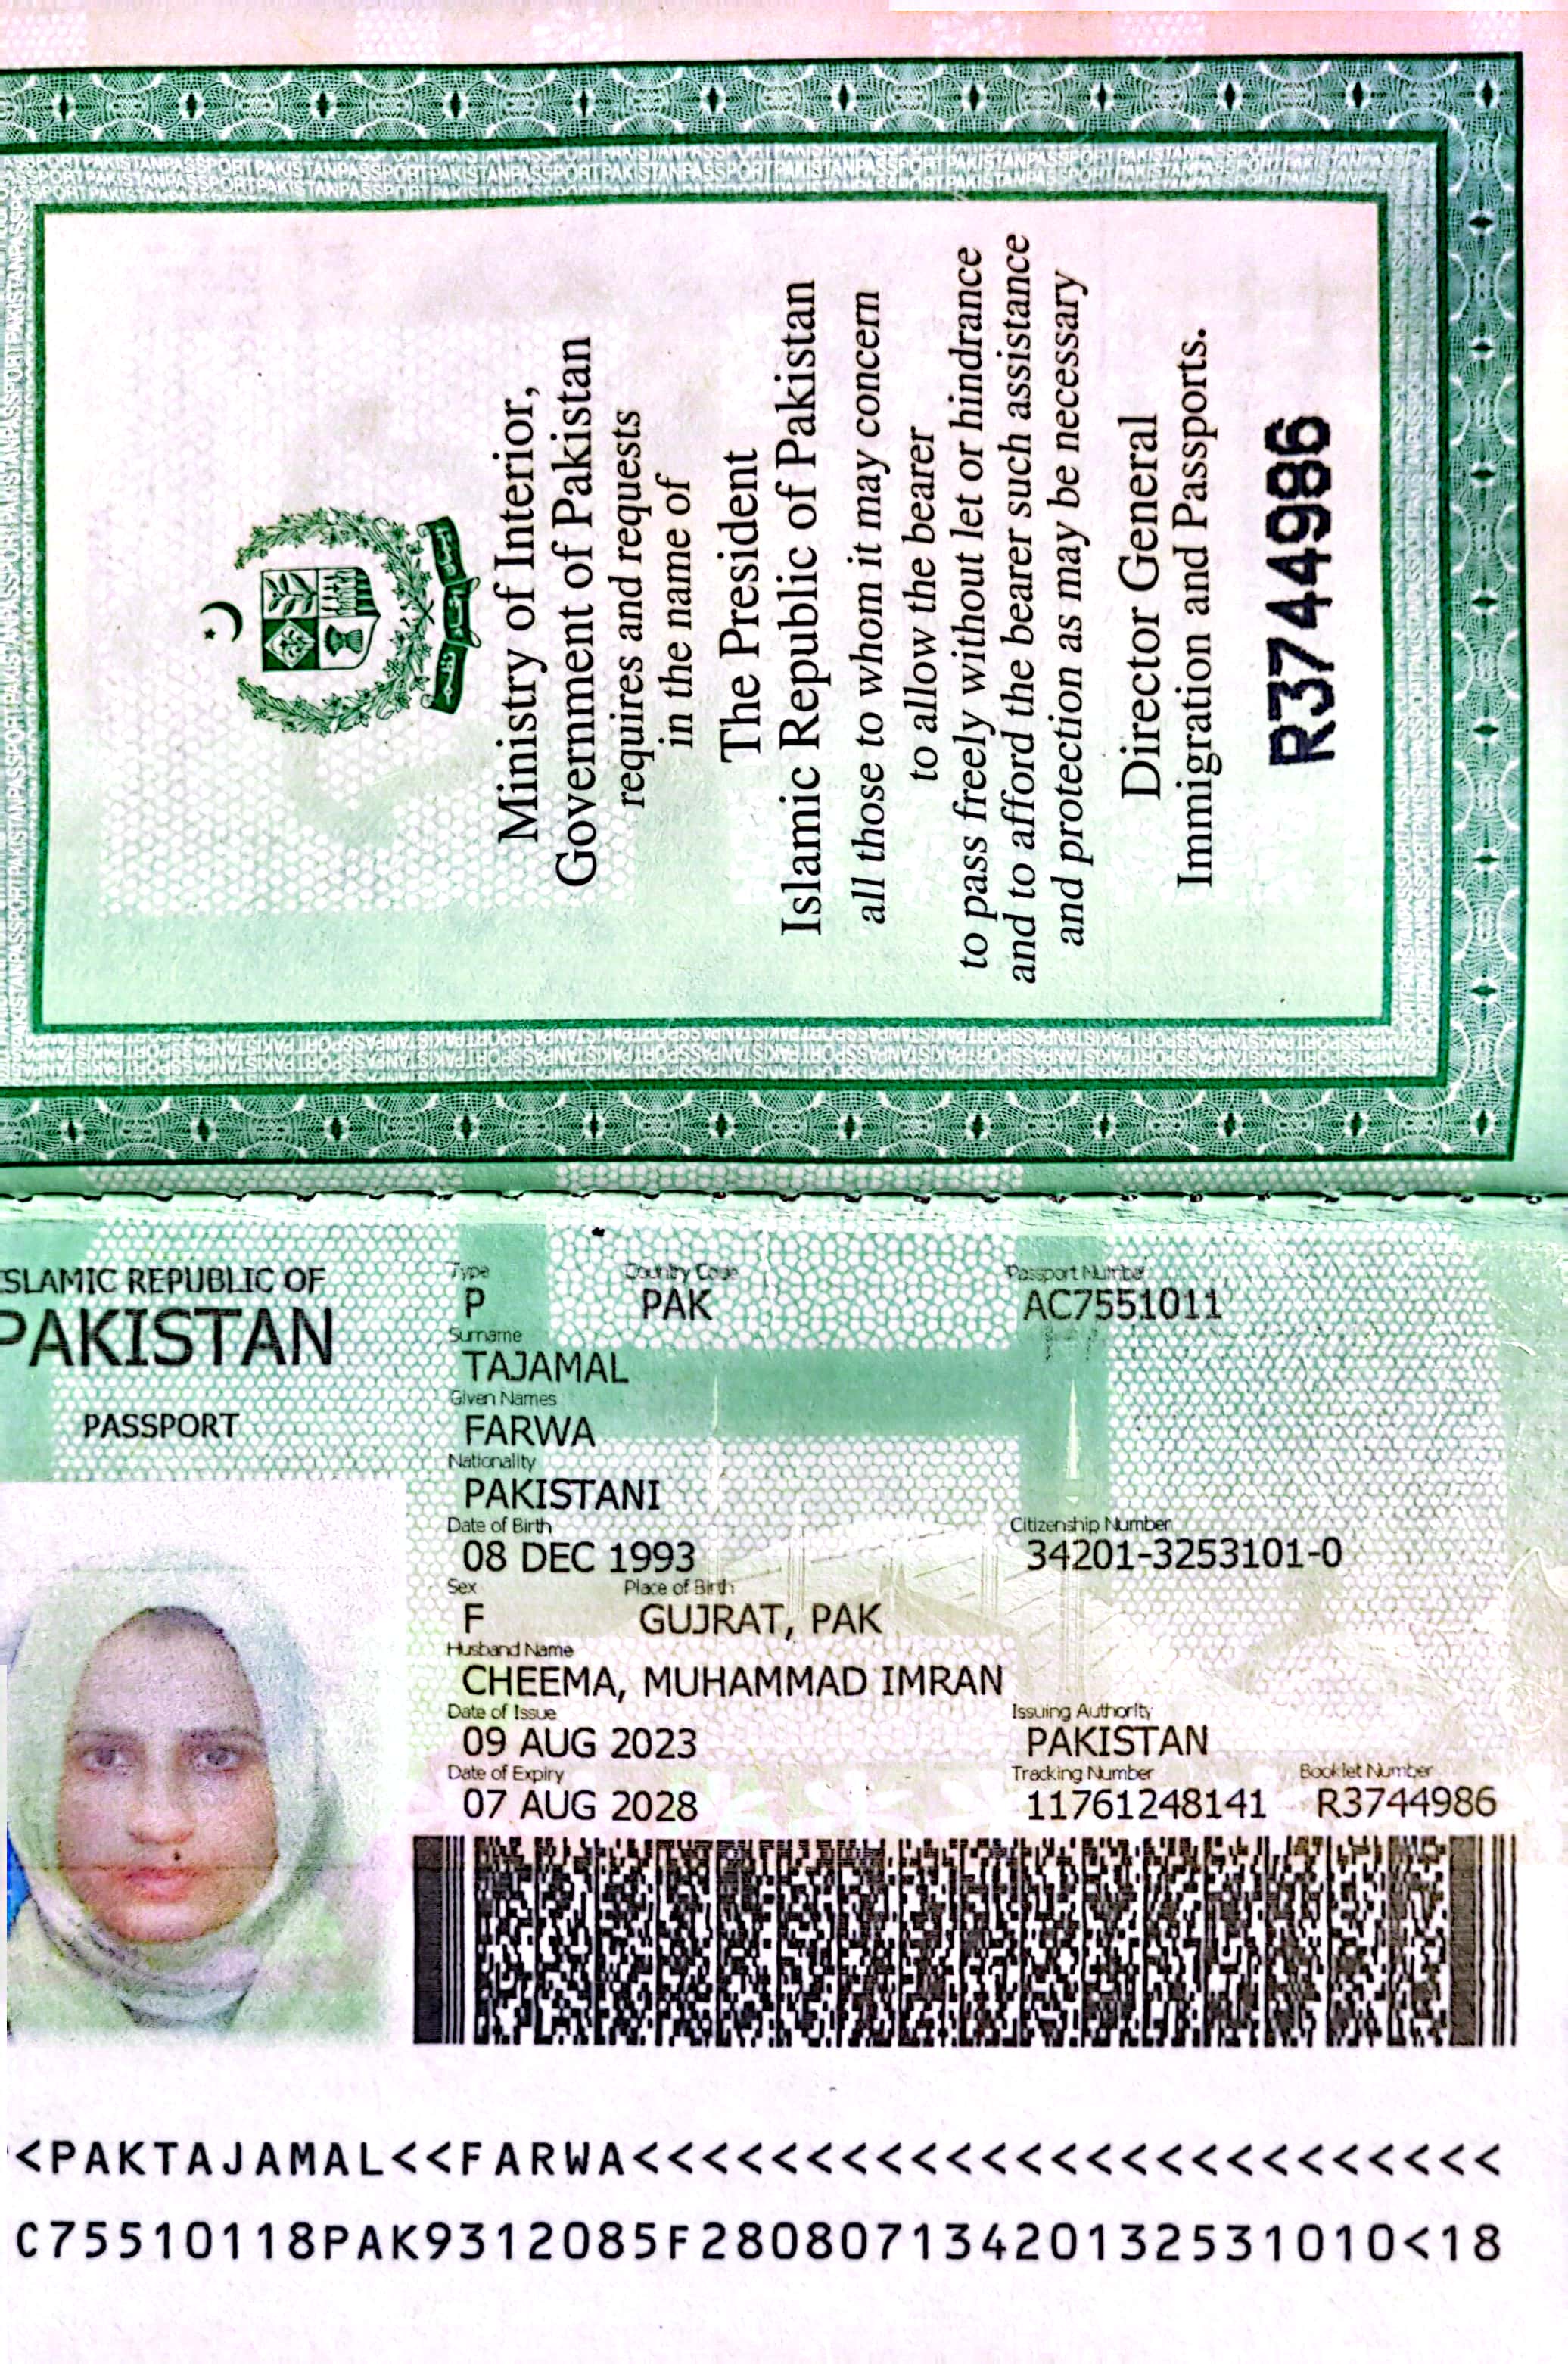 Ministry of Interior,
Government of Pakistan
requires and requests
in the name of
The President
Islamic Republic of Pakistan
all those to whom it may concern
to allow the bearer
to pass freely without let or hindrance
and to afford the bearer such assistance
and protection as may be necessary
Director General
Immigration and Passports.
R3744986
SLAMIC REPUBLIC OF
PAKISTAN
PASSPORT
Type Country Code Passport Number
P PAK AC7551011
Surname
TAJAMAL
Given Names
FARWA
Nationality
PAKISTANI
Date of Birth Citizenship Number
08 DEC 1993 34201-3253101-0
Sex Place of Birth
F GUJRAT, PAK
Husband Name
CHEEMA, MUHAMMAD IMRAN
Date of Issue Issuing Authority
09 AUG 2023 PAKISTAN
Date of Expiry Tracking Number Booklet Number
07 AUG 2028 11761248141 R3744986
<PAKTAJAMAL<<FARWA<<<<<<<<<<<<<<<<<<<<<<<<<<
C75510118PAK9312085F28080713420132531010<18